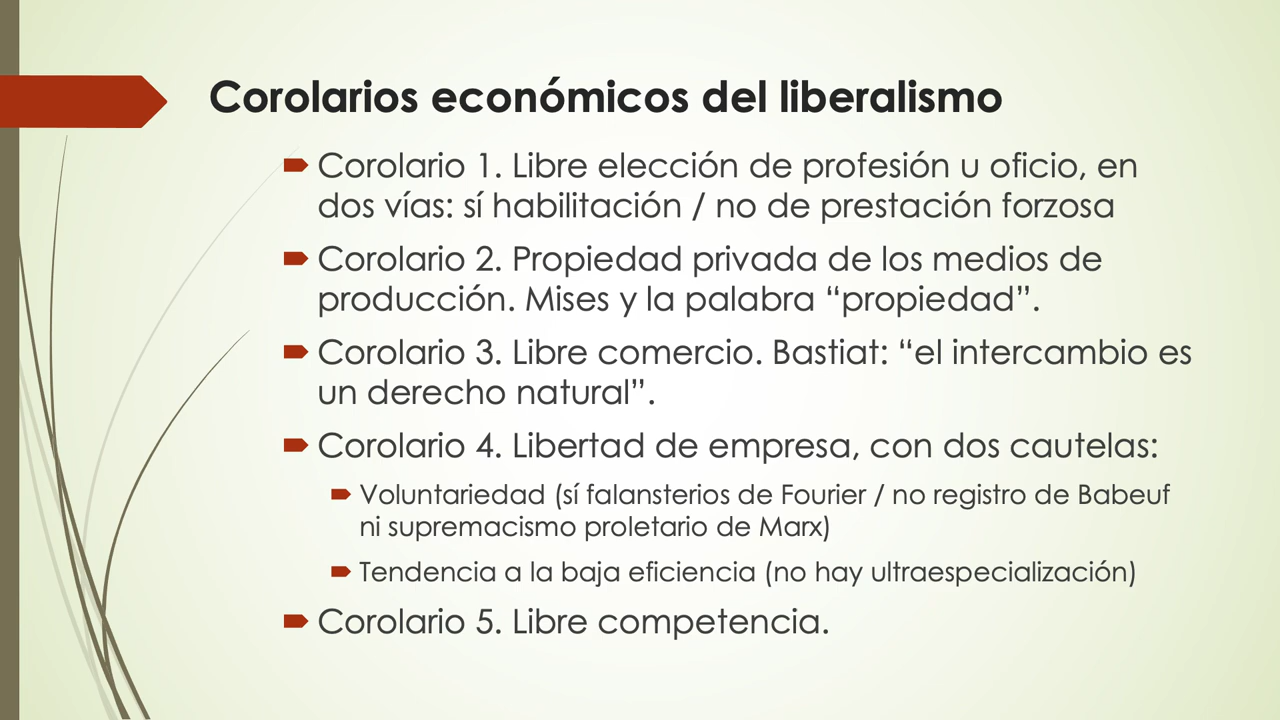 Corolarios económicos del liberalismo
Corolario 1. Libre elección de profesión u oficio, en
dos vías: sí habilitación / no de prestación forzosa
Corolario 2. Propiedad privada de los medios de
producción. Mises y la palabra “propiedad”.
Corolario 3. Libre comercio. Bastiat: “el intercambio es
un derecho natural”.
Corolario 4. Libertad de empresa, con dos cautelas:
Voluntariedad (sí falansterios de Fourier / no registro de Babeuf
ni supremacismo proletario de Marx)
Tendencia a la baja eficiencia (no hay ultraespecialización)
Corolario 5. Libre competencia.